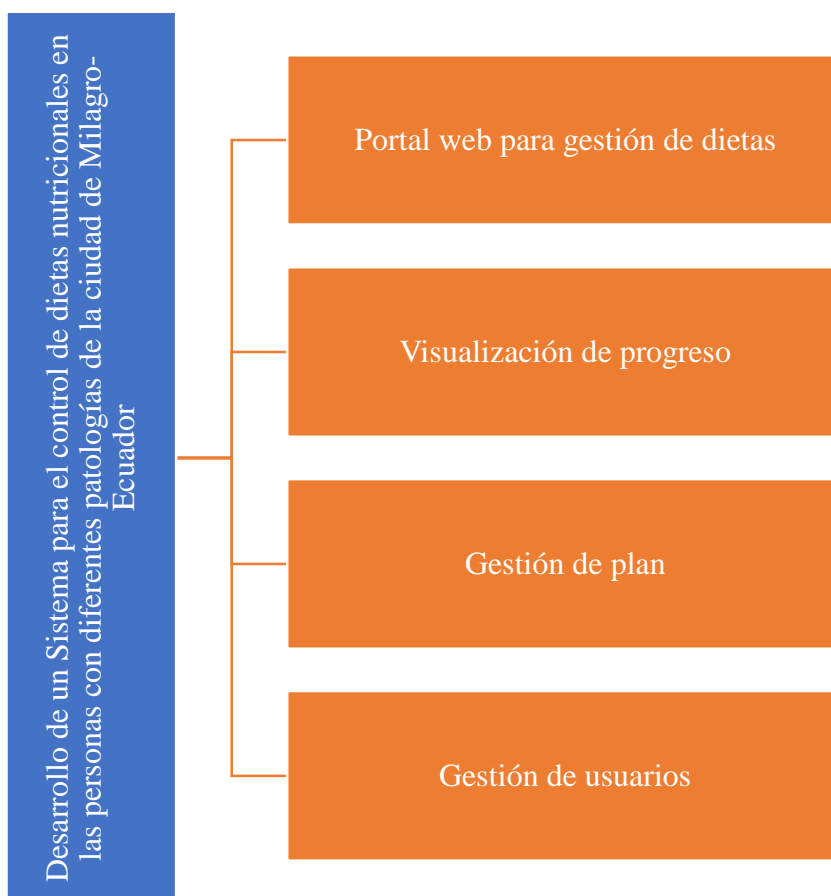 Desarrollo de un Sistema para el control de dietas nutricionales en
las personas con diferentes patologías de la ciudad de Milagro-
Ecuador
Portal web para gestión de dietas
Visualización de progreso
Gestión de plan
Gestión de usuarios